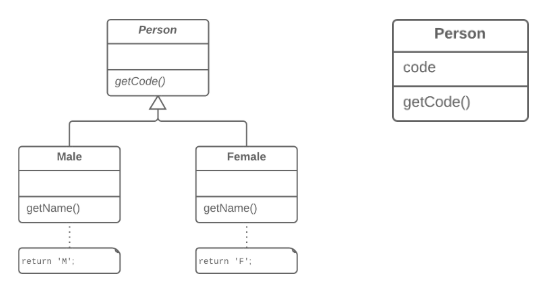 Person
getCode()
Male
getName()
return 'M';
Female
getName()
return 'F';
Person
code
getCode()